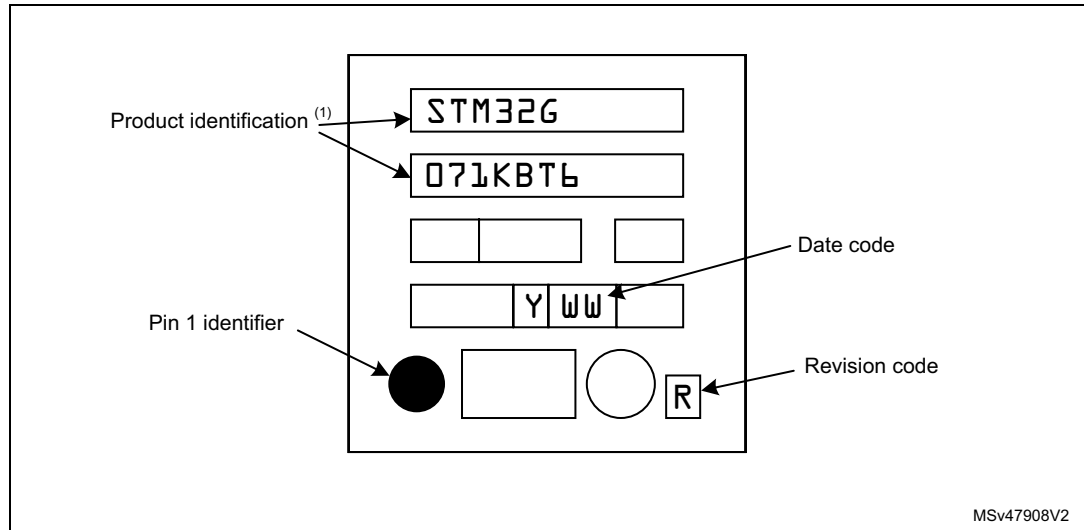 STM32G
Product identification (1)
071KBT6
Date code
Y WW
Pin 1 identifier
Revision code
R
MSv47908V2